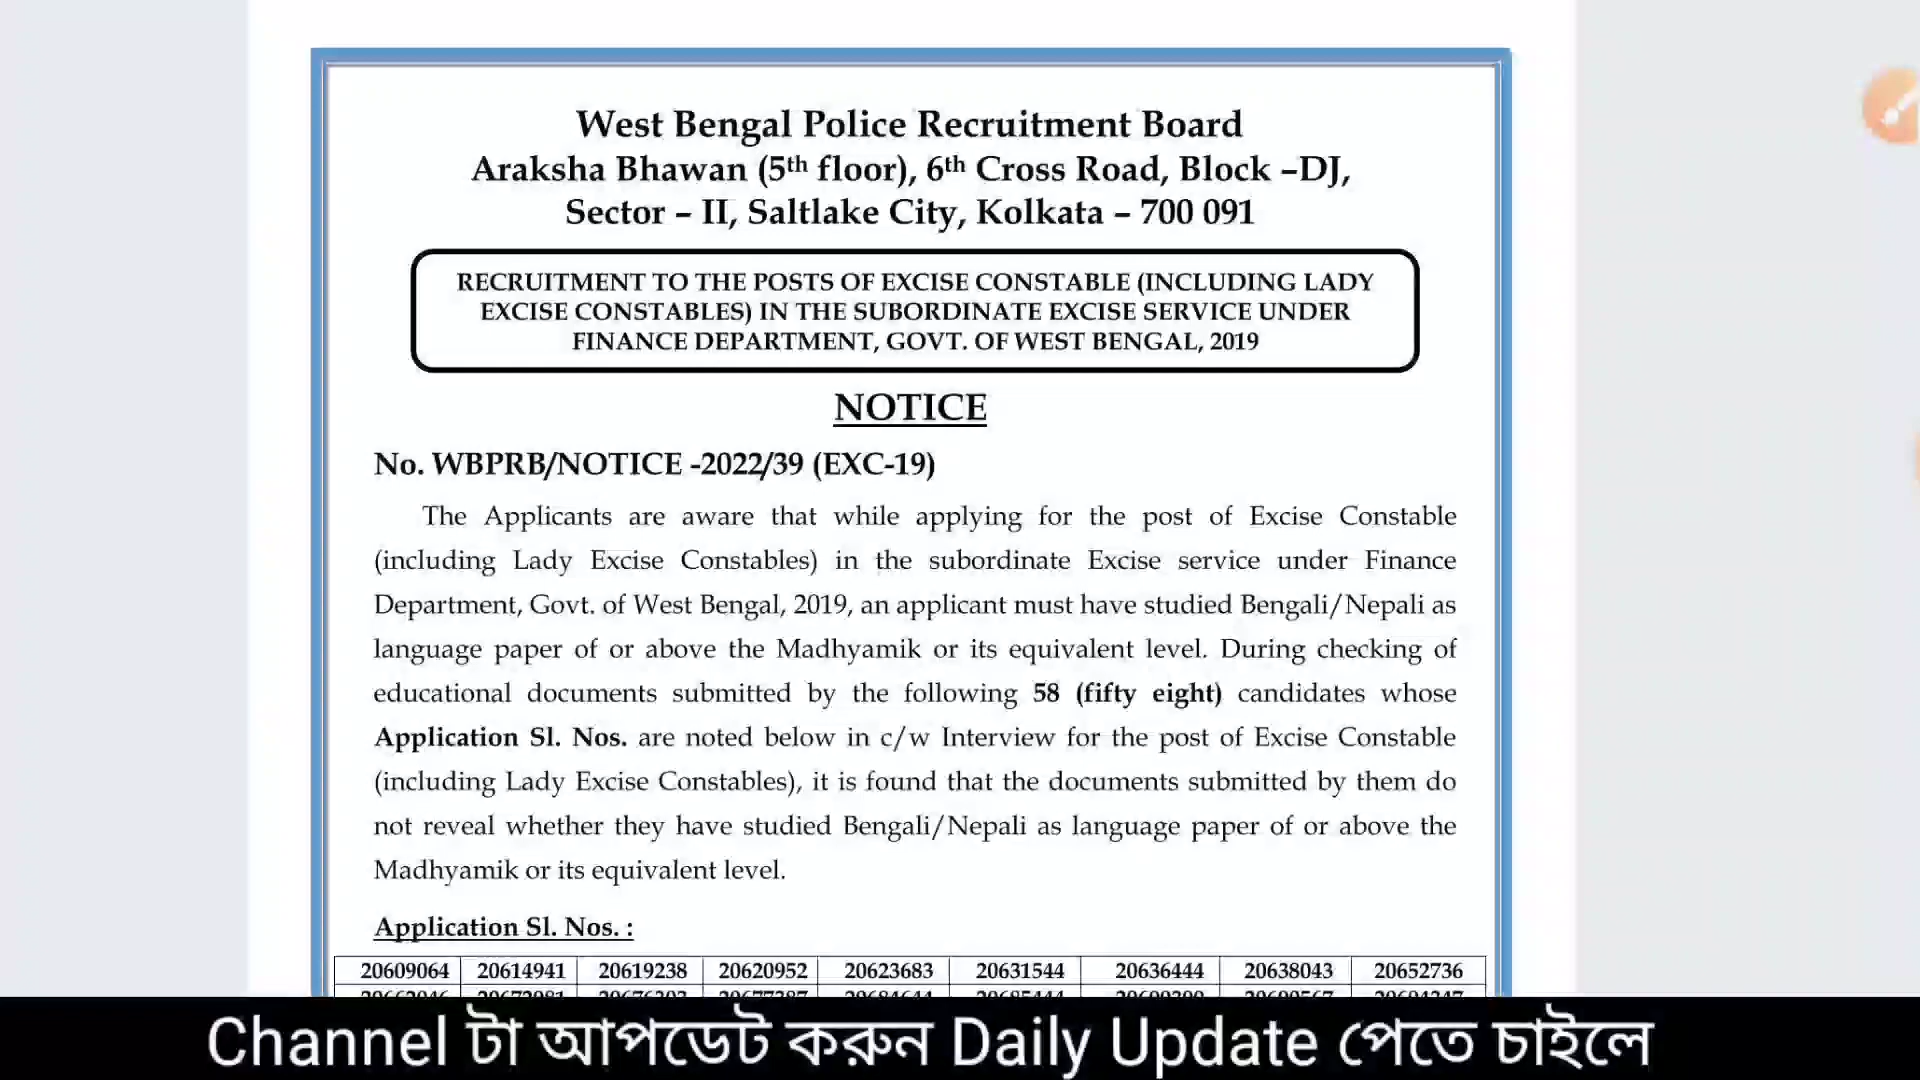 West Bengal Police Recruitment Board
Araksha Bhawan (5th floor), 6th Cross Road, Block –DJ,
Sector – II, Saltlake City, Kolkata – 700 091
RECRUITMENT TO THE POSTS OF EXCISE CONSTABLE (INCLUDING LADY
EXCISE CONSTABLES) IN THE SUBORDINATE EXCISE SERVICE UNDER
FINANCE DEPARTMENT, GOVT. OF WEST BENGAL, 2019
NOTICE
No. WBPRB/NOTICE -2022/39 (EXC-19)
The Applicants are aware that while applying for the post of Excise Constable
(including Lady Excise Constables) in the subordinate Excise service under Finance
Department, Govt. of West Bengal, 2019, an applicant must have studied Bengali/Nepali as
language paper of or above the Madhyamik or its equivalent level. During checking of
educational documents submitted by the following 58 (fifty eight) candidates whose
Application Sl. Nos. are noted below in c/w Interview for the post of Excise Constable
(including Lady Excise Constables), it is found that the documents submitted by them do
not reveal whether they have studied Bengali/Nepali as language paper of or above the
Madhyamik or its equivalent level.
Application Sl. Nos. :
20609064 20614941 20619238 20620952 20623683 20631544 20636444 20638043 20652736
Channel টা আপডেট করুন Daily Update পেতে চাইলে